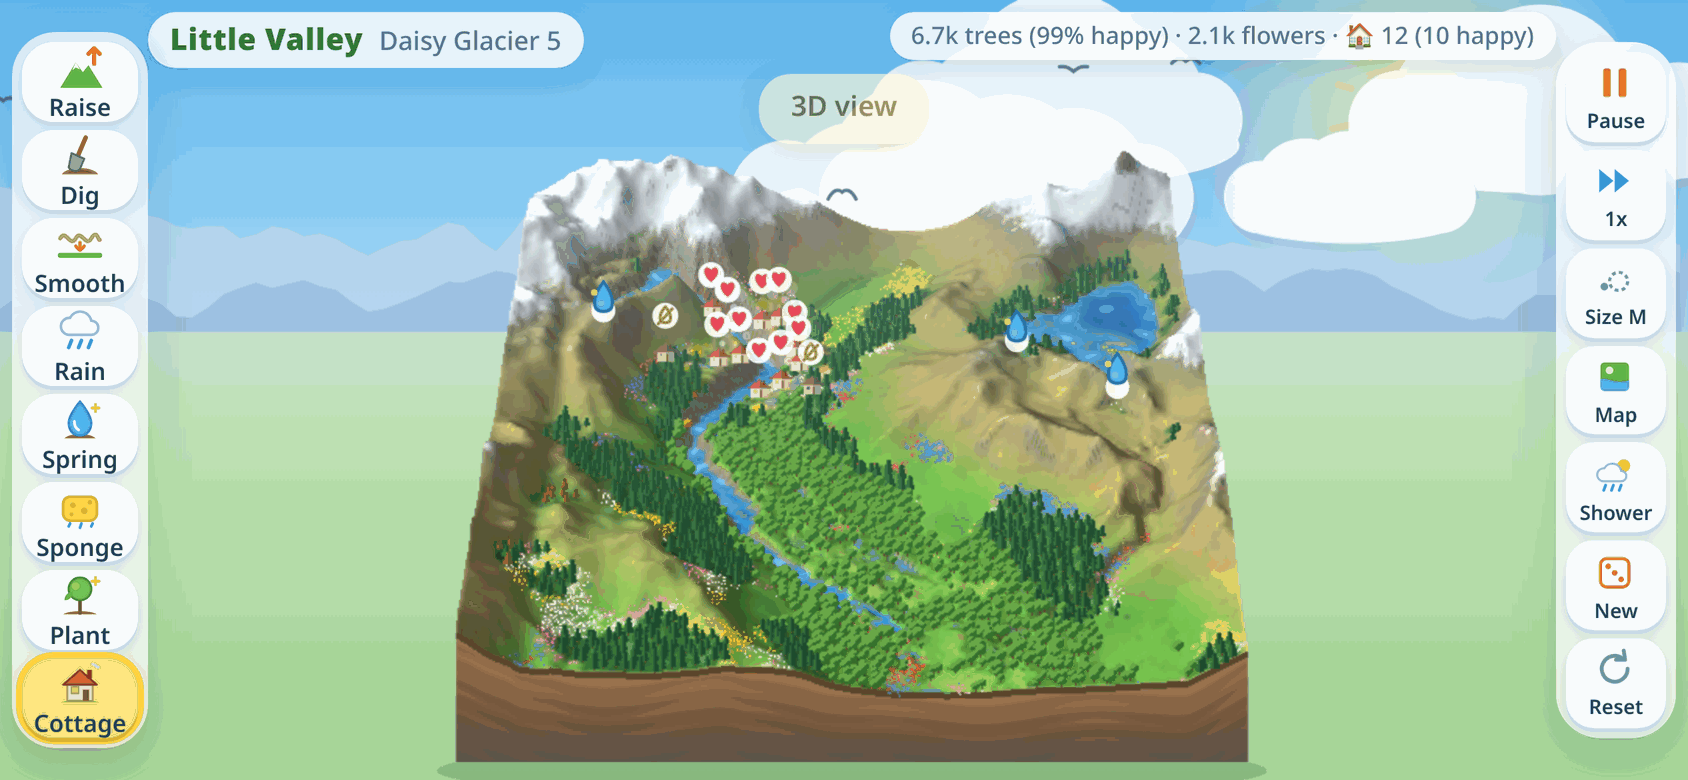 Little Valley Daisy Glacier 5
6.7k trees (99% happy) · 2.1k flowers · 🏠 12 (10 happy)
3D view
Raise
Dig
Smooth
Rain
Spring
Sponge
Plant
Cottage
Pause
1x
Size M
Map
Shower
New
Reset